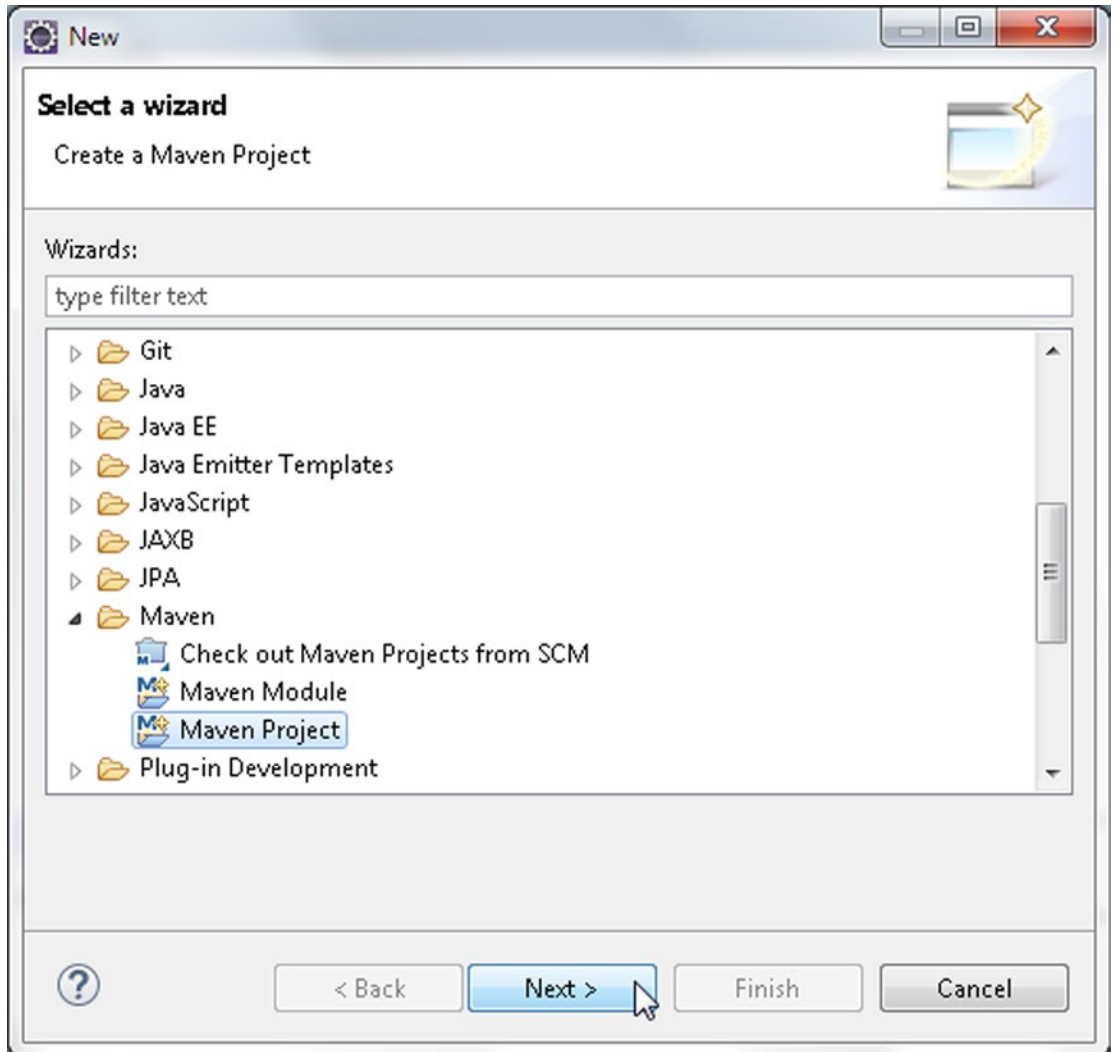 New
Select a wizard
Create a Maven Project
Wizards:
type filter text
Git
Java
Java EE
Java Emitter Templates
JavaScript
JAXB
JPA
Maven
Check out Maven Projects from SCM
Maven Module
Maven Project
Plug-in Development
? < Back Next > Finish Cancel